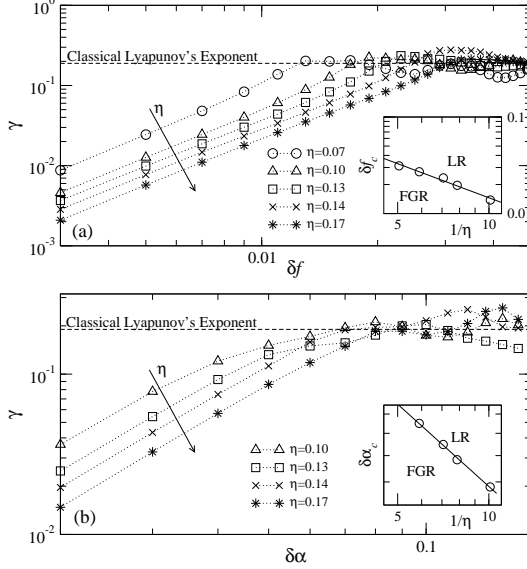 10^0
Classical Lyapunov's Exponent
10^-1
γ
η
10^-2
10^-3
(a)
η=0.07
η=0.10
η=0.13
η=0.14
η=0.17
0.1
δf_c
LR
FGR
0.0
5
10
1/η
0.01
δf
Classical Lyapunov's Exponent
γ
10^-1
η
10^-2
(b)
η=0.10
η=0.13
η=0.14
η=0.17
δα_c
LR
FGR
5
10
1/η
0.1
δα